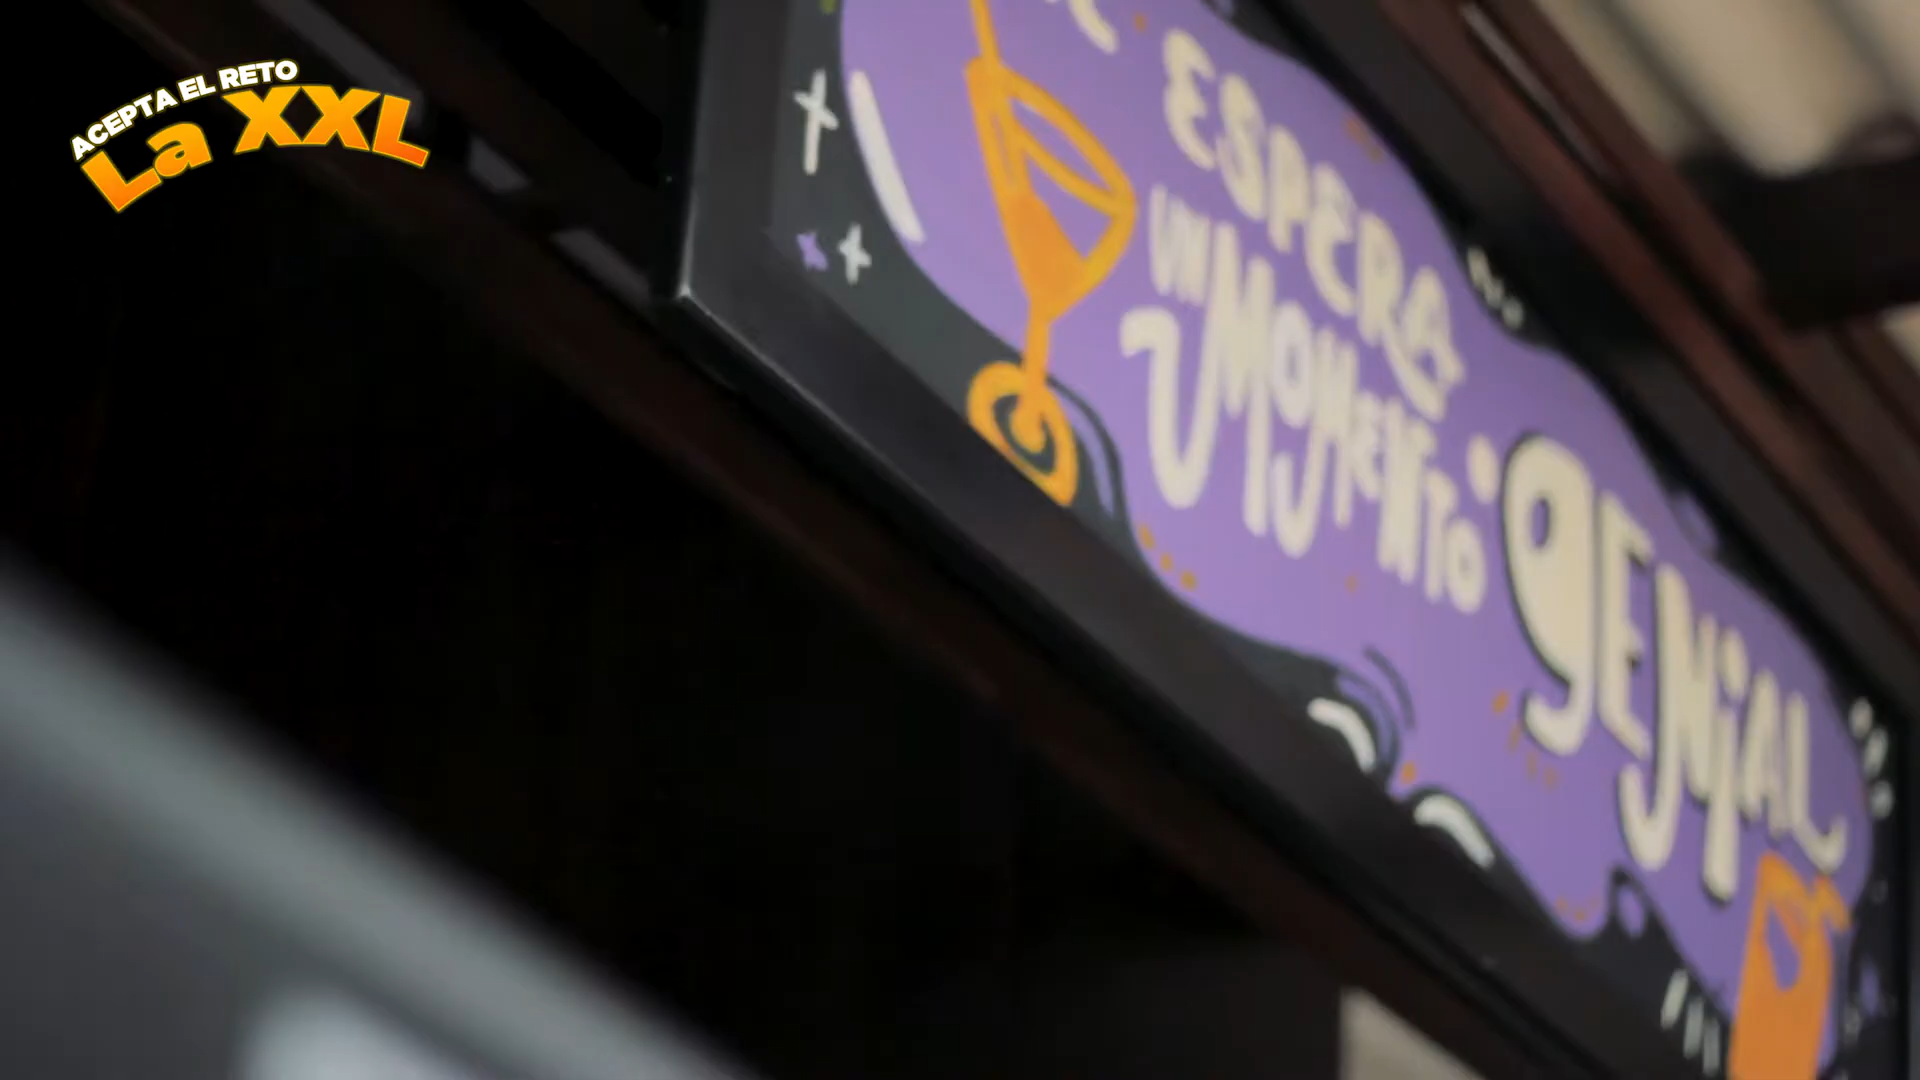 ACEPTA EL RETO
La XXL
ESPERA
UN MOMENTO
GENIAL